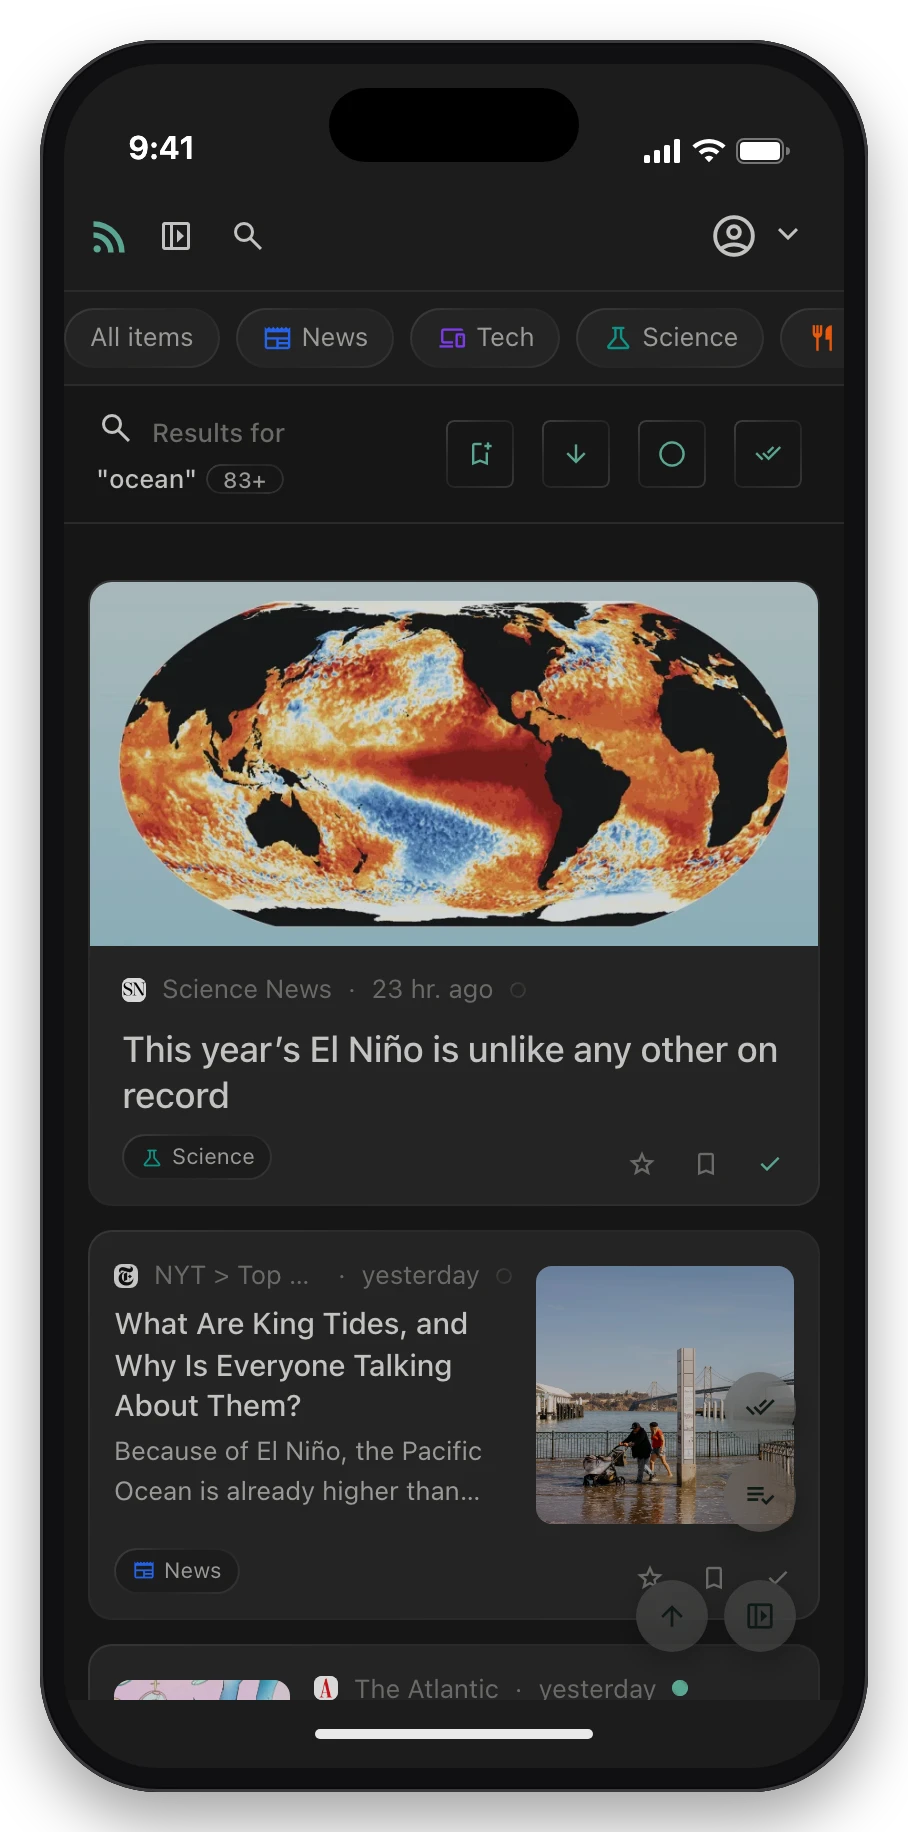 9:41
All items
News
Tech
Science
Results for
"ocean" 83+
SN Science News · 23 hr. ago
This year’s El Niño is unlike any other on
record
Science
NYT > Top ... · yesterday
What Are King Tides, and
Why Is Everyone Talking
About Them?
Because of El Niño, the Pacific
Ocean is already higher than...
News
A The Atlantic · yesterday